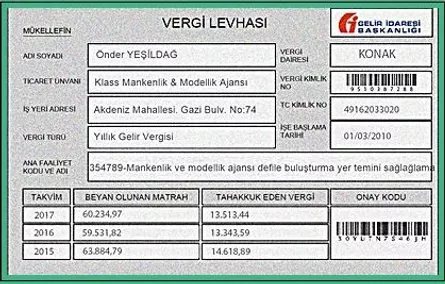 MÜKELLEFİN
VERGİ LEVHASI
GELİR İDARESİ
BAŞKANLIĞI
ADI SOYADI
Önder YEŞİLDAĞ
VERGİ DAİRESİ
KONAK
TİCARET ÜNVANI
Klass Mankenlik & Modellik Ajansı
VERGİ KİMLİK NO
9550387288
İŞ YERİ ADRESİ
Akdeniz Mahallesi. Gazi Bulv. No:74
TC KİMLİK NO
49162033020
VERGİ TÜRÜ
Yıllık Gelir Vergisi
İŞE BAŞLAMA TARİHİ
01/03/2010
ANA FAALİYET KODU VE ADI
354789-Mankenlik ve modellik ajansı defile buluşturma yer temini sağlağlama
TAKVİM BEYAN OLUNAN MATRAH TAHAKKUK EDEN VERGİ ONAY KODU
2017 60.234,97 13.513,44
2016 59.531,82 13.343,59
2015 63.884,79 14.618,89